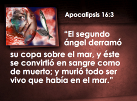 Apocalipsis 16:3
"El segundo
ángel derramó
su copa sobre el mar, y éste
se convirtió en sangre como
de muerto; y murió todo ser
vivo que había en el mar."